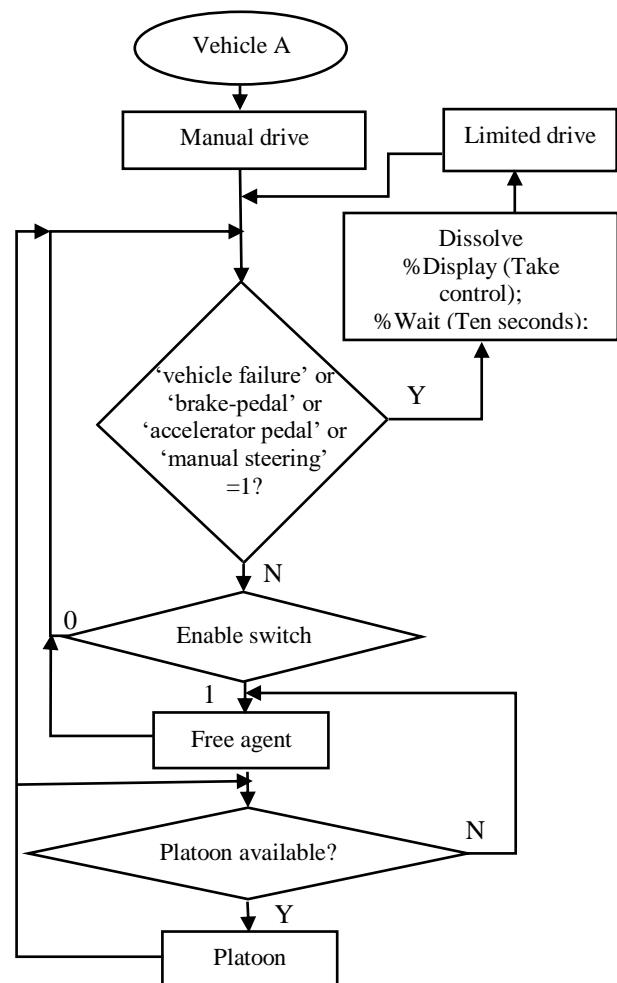 Vehicle A
Manual drive
Limited drive
Dissolve
%Display (Take
control);
%Wait (Ten seconds);
‘vehicle failure’ or
‘brake-pedal’ or
‘accelerator pedal’ or
‘manual steering’
=1?
Y
N
0
Enable switch
1
Free agent
Platoon available?
N
Y
Platoon